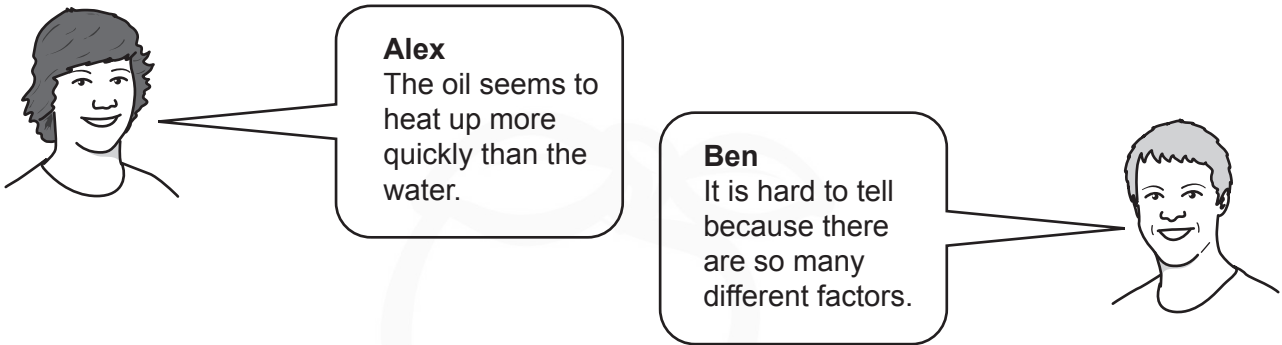 Alex
The oil seems to
heat up more
quickly than the
water.
Ben
It is hard to tell
because there
are so many
different factors.